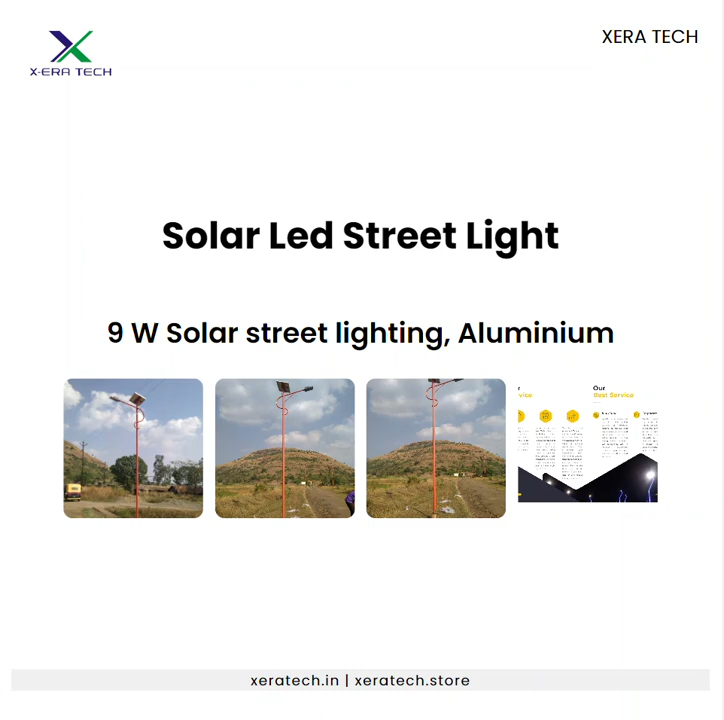 X-ERA TECH
XERA TECH
Solar Led Street Light
9 W Solar street lighting, Aluminium
Our
Best Service
xeratech.in | xeratech.store